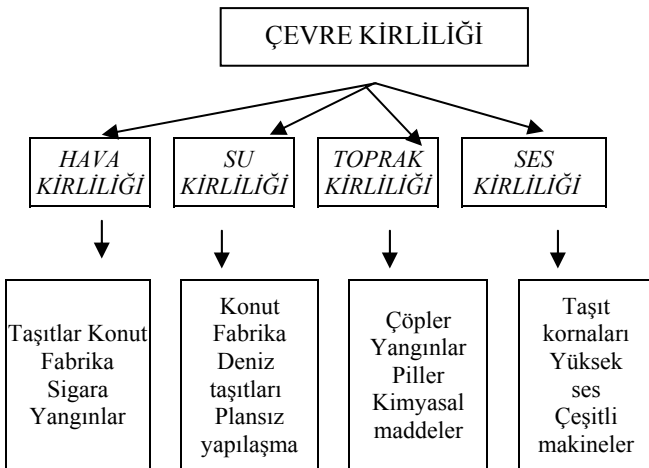 ÇEVRE KİRLİLİĞİ
HAVA
KİRLİLİĞİ
SU
KİRLİLİĞİ
TOPRAK
KİRLİLİĞİ
SES
KİRLİLİĞİ
Taşıtlar Konut
Fabrika
Sigara
Yangınlar
Konut
Fabrika
Deniz
taşıtları
Plansız
yapılaşma
Çöpler
Yangınlar
Piller
Kimyasal
maddeler
Taşıt
kornaları
Yüksek
ses
Çeşitli
makineler